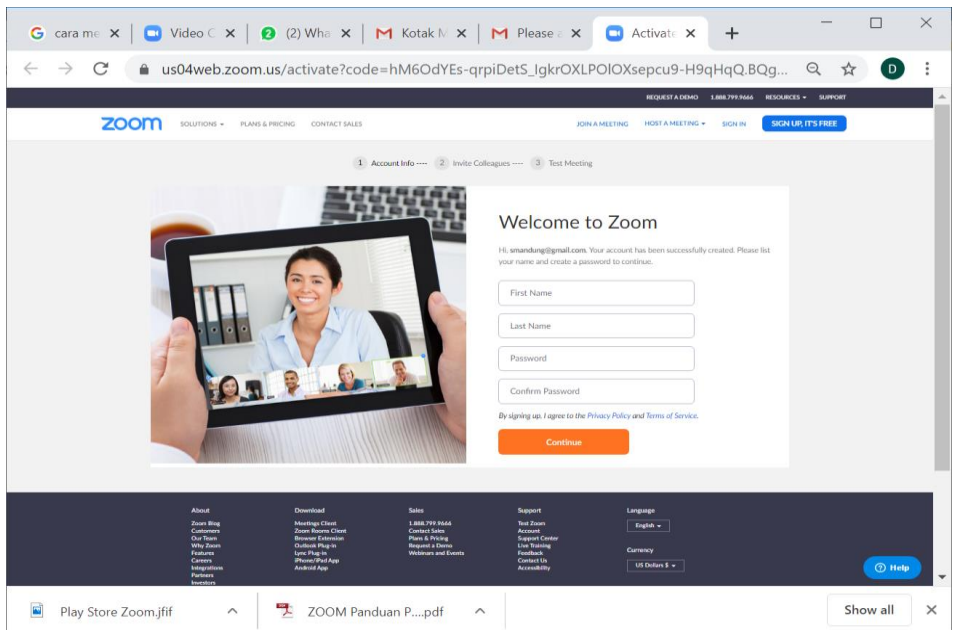 cara me
Video C
(2) Wha
Kotak M
Please a
Activate
us04web.zoom.us/activate?code=hM6OdYEs-qrpiDetS_IgkrOXLPOlOXsepcu9-H9qHqQ.BQg...
D
REQUEST A DEMO 1.888.799.9666 RESOURCES SUPPORT
zoom SOLUTIONS PLANS & PRICING CONTACT SALES JOIN A MEETING HOST A MEETING SIGN IN SIGN UP, IT'S FREE
1 Account Info ---- 2 Invite Colleagues ---- 3 Test Meeting
Welcome to Zoom
Hi, smandung@gmail.com. Your account has been successfully created. Please list
your name and create a password to continue.
First Name
Last Name
Password
Confirm Password
By signing up, I agree to the Privacy Policy and Terms of Service.
Continue
About
Zoom Blog
Customers
Our Team
Why Zoom
Features
Careers
Integrations
Partners
Investors
Download
Meetings Client
Zoom Rooms Client
Browser Extension
Outlook Plug-in
Lync Plug-in
iPhone/iPad App
Android App
Sales
1.888.799.9666
Contact Sales
Plans & Pricing
Request a Demo
Webinars and Events
Support
Test Zoom
Account
Support Center
Live Training
Feedback
Contact Us
Accessibility
Language
English
Currency
US Dollars $
Help
Play Store Zoom.jfif
ZOOM Panduan P....pdf
Show all